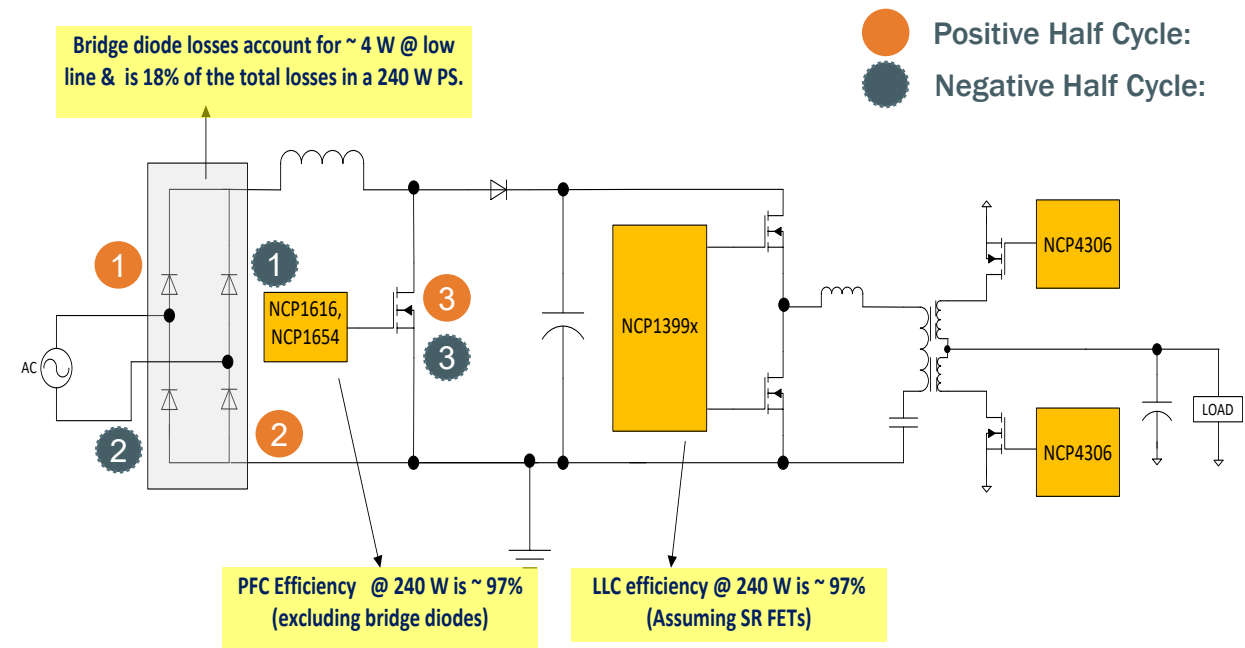 Bridge diode losses account for ~ 4 W @ low
line & is 18% of the total losses in a 240 W PS.
Positive Half Cycle:
Negative Half Cycle:
1
1
NCP1616,
NCP1654
3
3
AC
2
2
NCP1399x
NCP4306
NCP4306
LOAD
PFC Efficiency @ 240 W is ~ 97%
(excluding bridge diodes)
LLC efficiency @ 240 W is ~ 97%
(Assuming SR FETs)